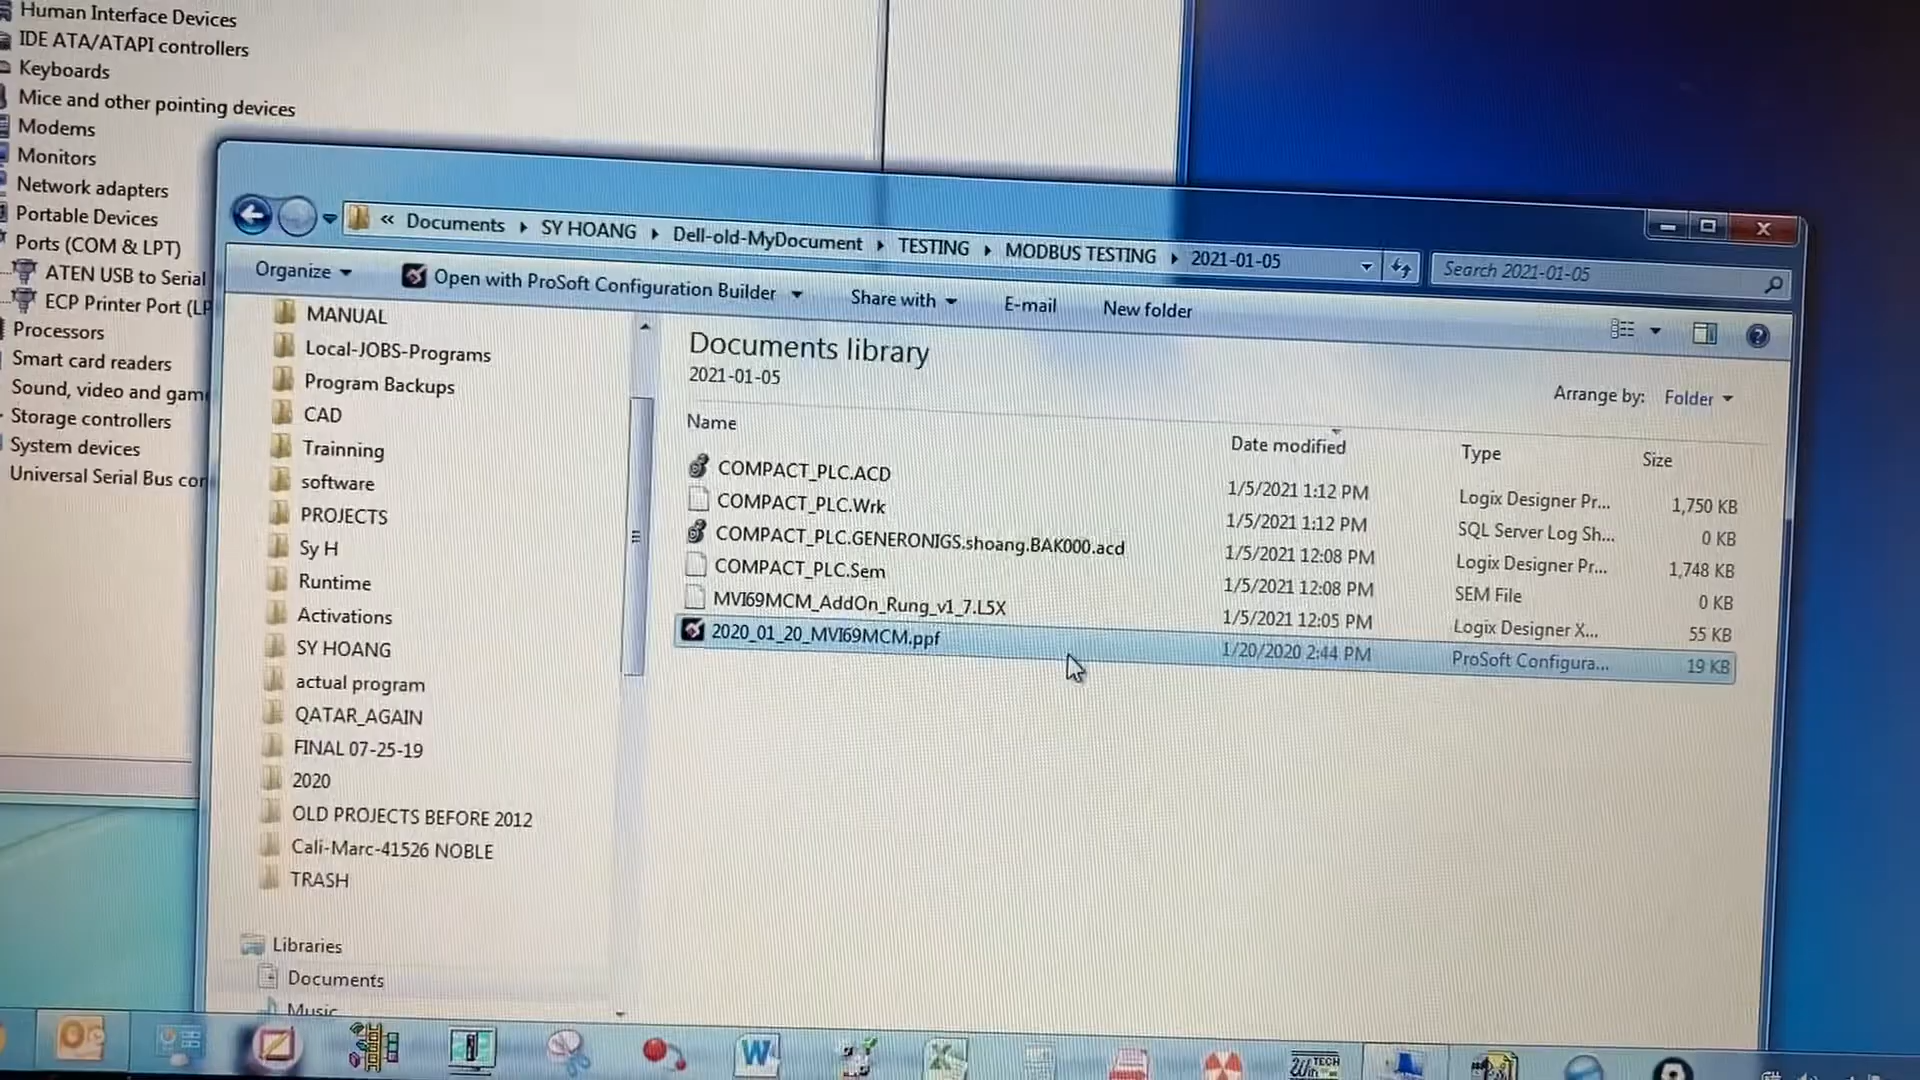 Human Interface Devices
IDE ATA/ATAPI controllers
Keyboards
Mice and other pointing devices
Modems
Monitors
Network adapters
Portable Devices
Ports (COM & LPT)
ATEN USB to Serial
ECP Printer Port (LP
Processors
Smart card readers
Sound, video and gam
Storage controllers
System devices
Universal Serial Bus con
« Documents SY HOANG Dell-old-MyDocument TESTING MODBUS TESTING 2021-01-05
Search 2021-01-05
Organize Open with ProSoft Configuration Builder Share with E-mail New folder
MANUAL
Local-JOBS-Programs
Program Backups
CAD
Trainning
software
PROJECTS
Sy H
Runtime
Activations
SY HOANG
actual program
QATAR_AGAIN
FINAL 07-25-19
2020
OLD PROJECTS BEFORE 2012
Cali-Marc-41526 NOBLE
TRASH
Libraries
Documents
Music
Documents library
2021-01-05
Arrange by: Folder
Name Date modified Type Size
COMPACT_PLC.ACD 1/5/2021 1:12 PM Logix Designer Pr... 1,750 KB
COMPACT_PLC.Wrk 1/5/2021 1:12 PM SQL Server Log Sh... 0 KB
COMPACT_PLC.GENERONIGS.shoang.BAK000.acd 1/5/2021 12:08 PM Logix Designer Pr... 1,748 KB
COMPACT_PLC.Sem 1/5/2021 12:08 PM SEM File 0 KB
MVI69MCM_AddOn_Rung_v1_7.L5X 1/5/2021 12:05 PM Logix Designer X... 55 KB
2020_01_20_MVI69MCM.ppf 1/20/2020 2:44 PM ProSoft Configura... 19 KB
Win TECH